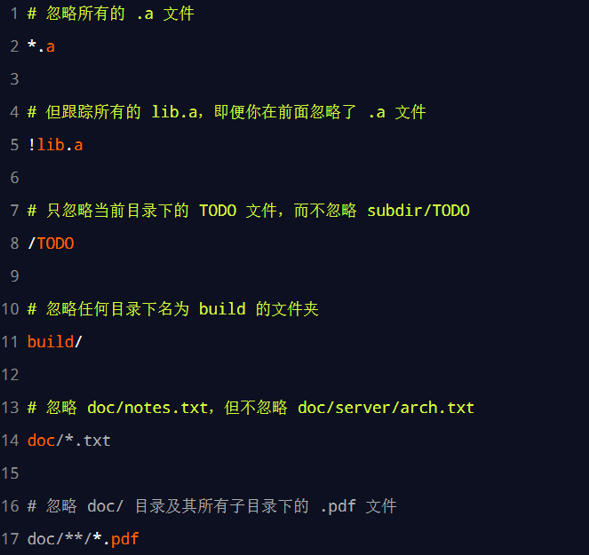 1 # 忽略所有的 .a 文件
2 *.a
3
4 # 但跟踪所有的 lib.a，即便你在前面忽略了 .a 文件
5 !lib.a
6
7 # 只忽略当前目录下的 TODO 文件，而不忽略 subdir/TODO
8 /TODO
9
10 # 忽略任何目录下名为 build 的文件夹
11 build/
12
13 # 忽略 doc/notes.txt，但不忽略 doc/server/arch.txt
14 doc/*.txt
15
16 # 忽略 doc/ 目录及其所有子目录下的 .pdf 文件
17 doc/**/*.pdf